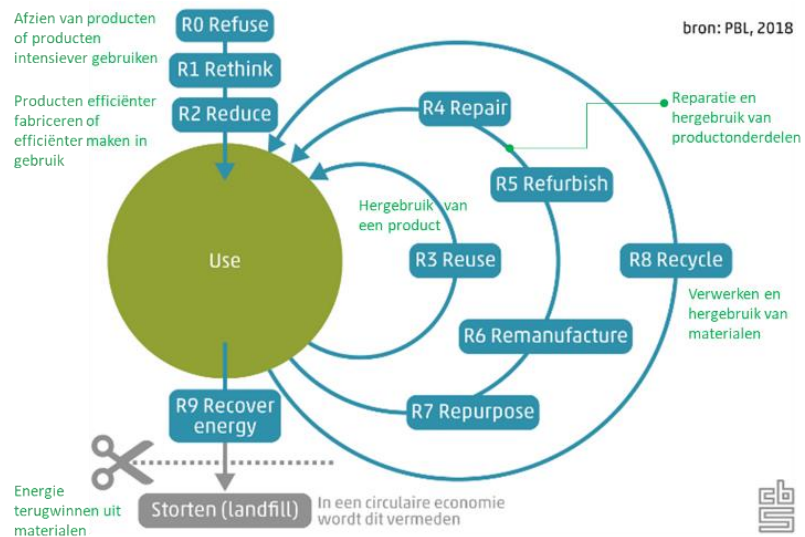 Afzien van producten
of producten
intensiever gebruiken
R0 Refuse
bron: PBL, 2018
R1 Rethink
Producten efficiënter
fabriceren of
efficiënter maken in
gebruik
R2 Reduce
R4 Repair
Reparatie en
hergebruik van
productonderdelen
R5 Refurbish
Hergebruik van
een product
Use
R3 Reuse
R8 Recycle
Verwerken en
hergebruik van
materialen
R6 Remanufacture
R9 Recover
energy
R7 Repurpose
Energie
terugwinnen uit
materialen
Storten (landfill)
In een circulaire economie
wordt dit vermeden
cbs